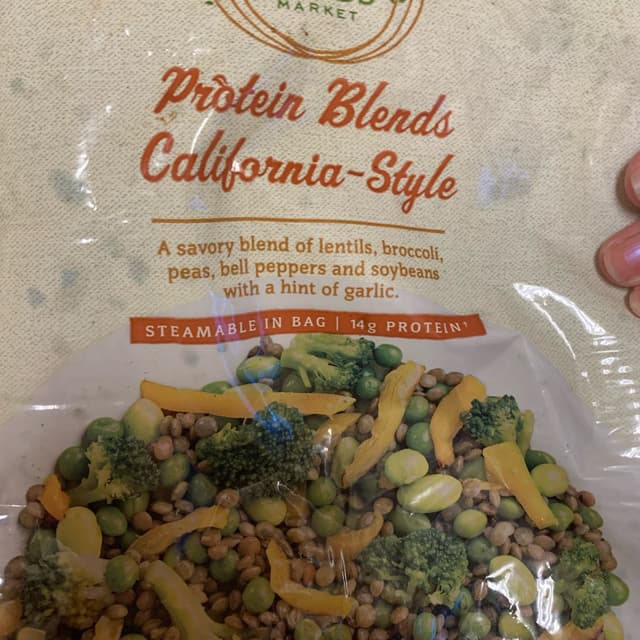 MARKET
Protein Blends
California-Style
A savory blend of lentils, broccoli,
peas, bell peppers and soybeans
with a hint of garlic.
STEAMABLE IN BAG | 14g PROTEIN†